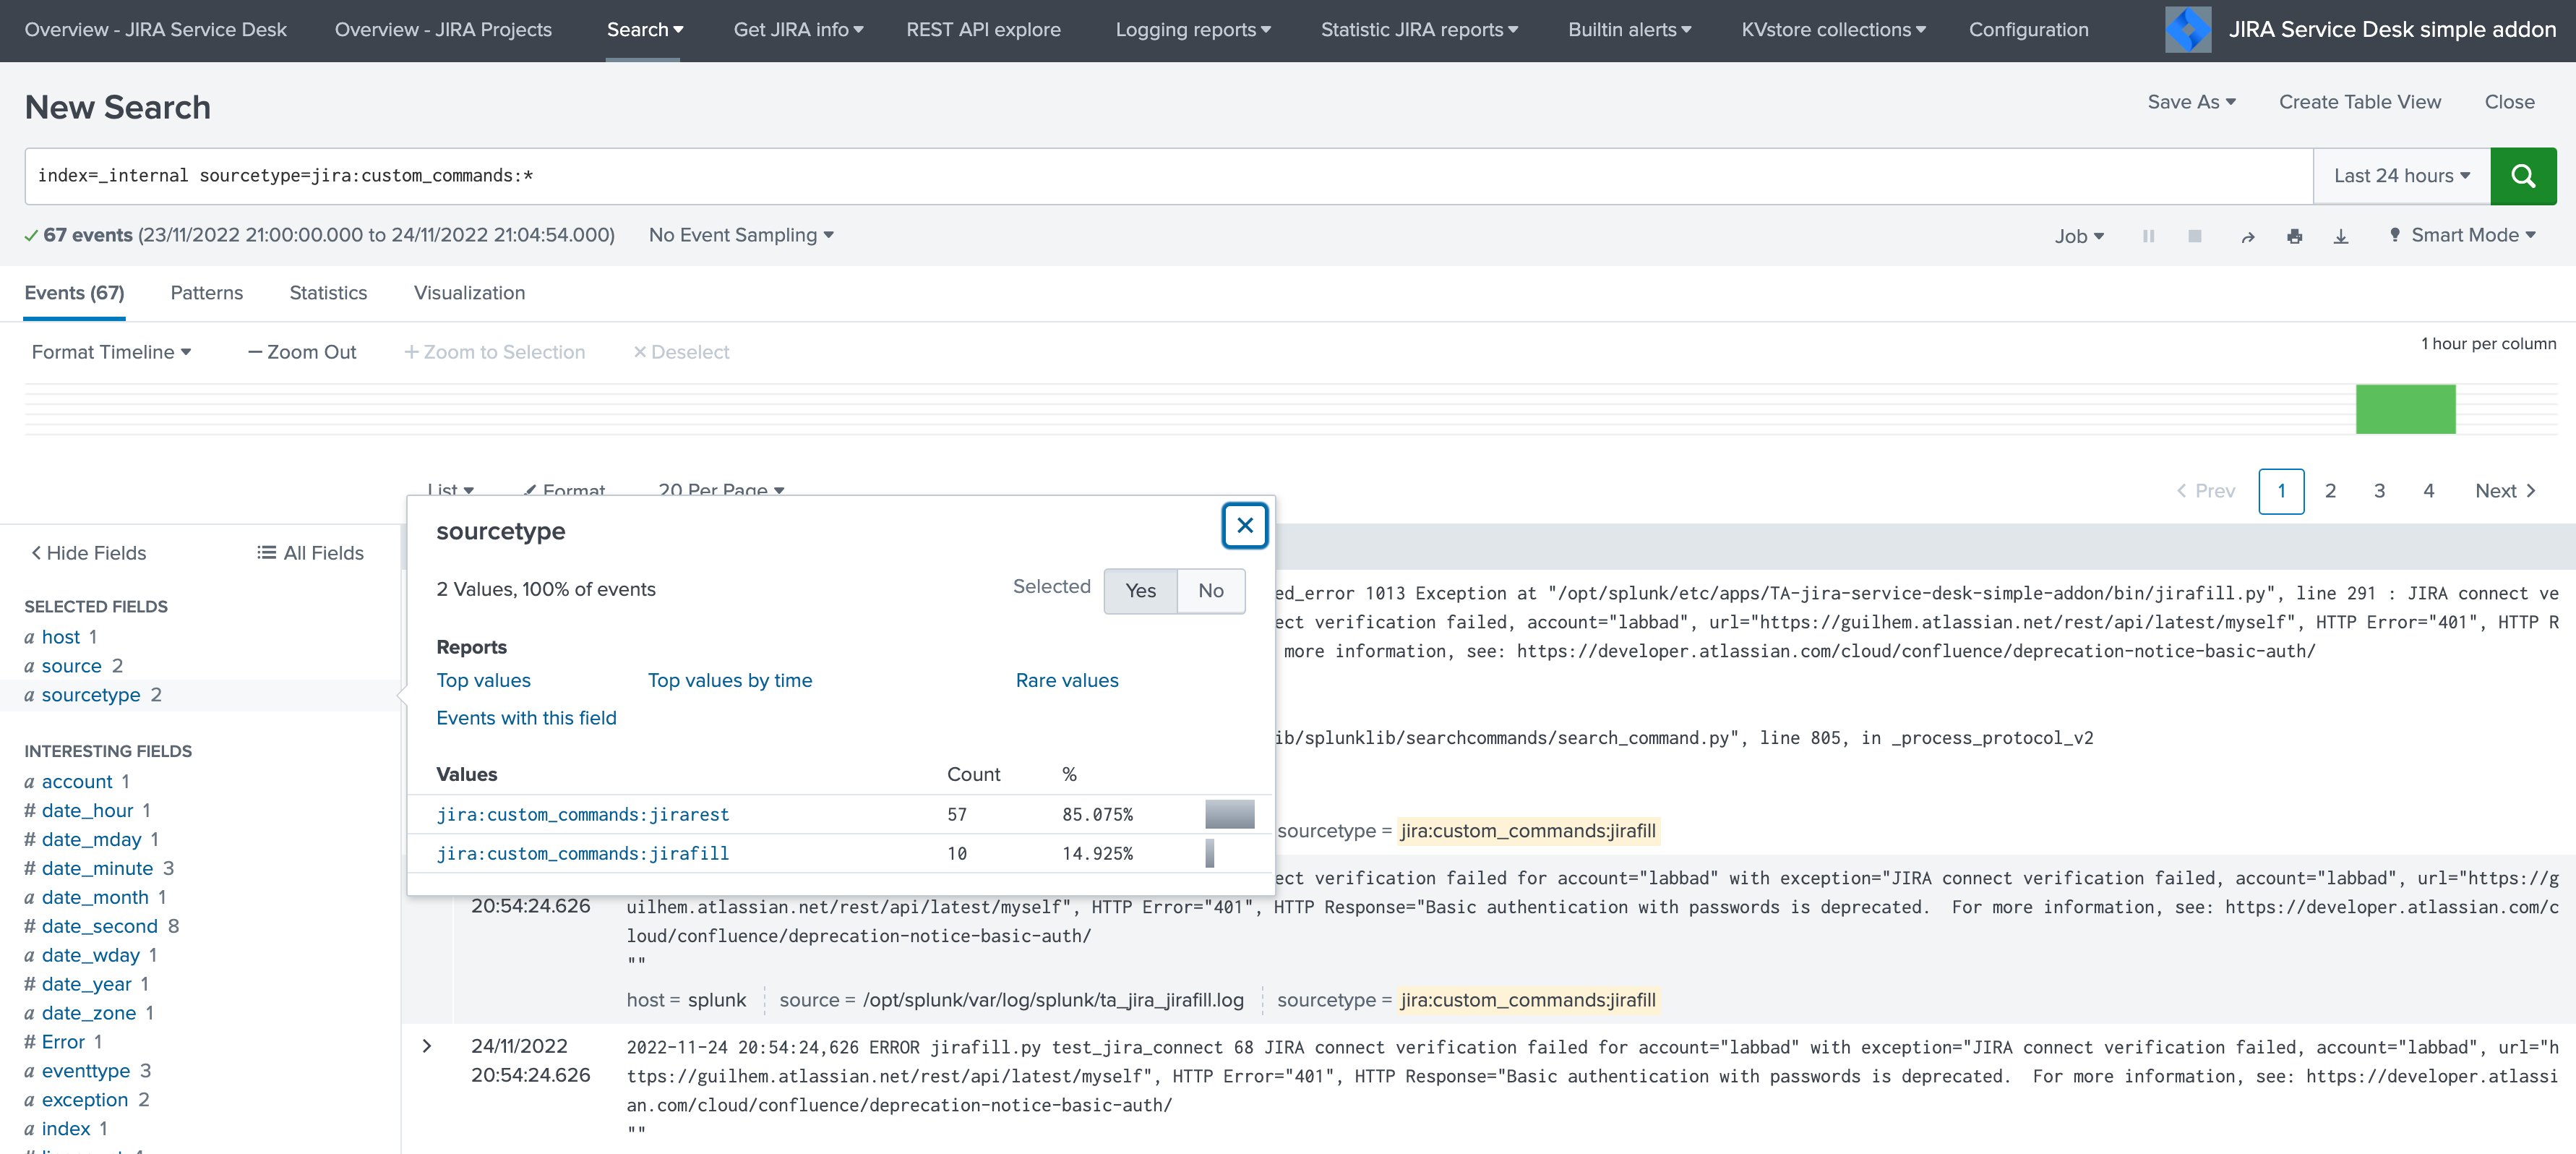 Overview - JIRA Service Desk Overview - JIRA Projects Search Get JIRA info REST API explore Logging reports Statistic JIRA reports Builtin alerts KVstore collections Configuration JIRA Service Desk simple addon
New Search Save As Create Table View Close
index=_internal sourcetype=jira:custom_commands:* Last 24 hours
67 events (23/11/2022 21:00:00.000 to 24/11/2022 21:04:54.000) No Event Sampling Job Smart Mode
Events (67) Patterns Statistics Visualization
Format Timeline — Zoom Out + Zoom to Selection × Deselect 1 hour per column
List Format 20 Per Page < Prev 1 2 3 4 Next >
< Hide Fields All Fields
SELECTED FIELDS
a host 1
a source 2
a sourcetype 2
INTERESTING FIELDS
a account 1
# date_hour 1
# date_mday 1
# date_minute 3
a date_month 1
# date_second 8
a date_wday 1
# date_year 1
a date_zone 1
# Error 1
a eventtype 3
a exception 2
a index 1
sourcetype
2 Values, 100% of events Selected Yes No
Reports
Top values Top values by time Rare values
Events with this field
Values Count %
jira:custom_commands:jirarest 57 85.075%
jira:custom_commands:jirafill 10 14.925%
ed_error 1013 Exception at "/opt/splunk/etc/apps/TA-jira-service-desk-simple-addon/bin/jirafill.py", line 291 : JIRA connect ve
ect verification failed, account="labbad", url="https://guilhem.atlassian.net/rest/api/latest/myself", HTTP Error="401", HTTP R
more information, see: https://developer.atlassian.com/cloud/confluence/deprecation-notice-basic-auth/
ib/splunklib/searchcommands/search_command.py", line 805, in _process_protocol_v2
sourcetype = jira:custom_commands:jirafill
ect verification failed for account="labbad" with exception="JIRA connect verification failed, account="labbad", url="https://g
20:54:24.626 uilhem.atlassian.net/rest/api/latest/myself", HTTP Error="401", HTTP Response="Basic authentication with passwords is deprecated.  For more information, see: https://developer.atlassian.com/c
loud/confluence/deprecation-notice-basic-auth/
""
host = splunk source = /opt/splunk/var/log/splunk/ta_jira_jirafill.log sourcetype = jira:custom_commands:jirafill
> 24/11/2022 2022-11-24 20:54:24,626 ERROR jirafill.py test_jira_connect 68 JIRA connect verification failed for account="labbad" with exception="JIRA connect verification failed, account="labbad", url="h
20:54:24.626 ttps://guilhem.atlassian.net/rest/api/latest/myself", HTTP Error="401", HTTP Response="Basic authentication with passwords is deprecated.  For more information, see: https://developer.atlassi
an.com/cloud/confluence/deprecation-notice-basic-auth/
""